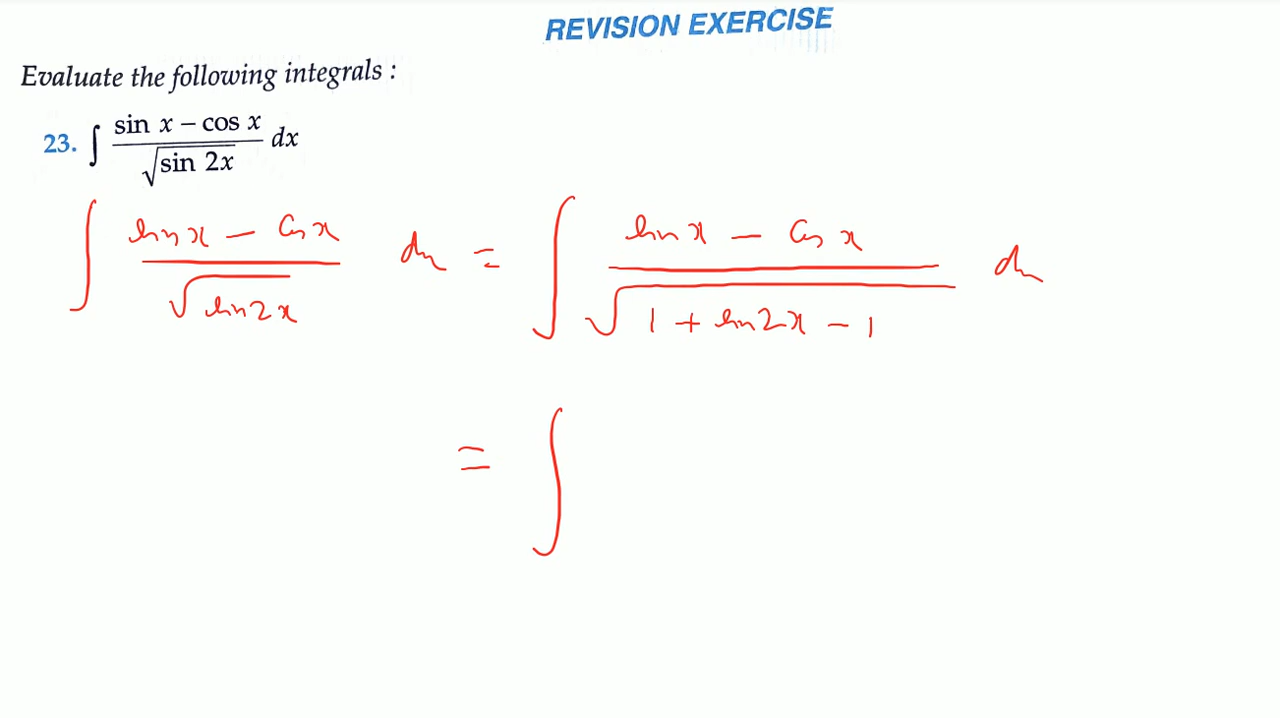 REVISION EXERCISE
Evaluate the following integrals :
23. ∫ (sin x − cos x)/√(sin 2x) dx
∫ (sin x − cos x)/√(sin 2x) dx = ∫ (sin x − cos x)/√(1 + sin 2x − 1) dx
= ∫